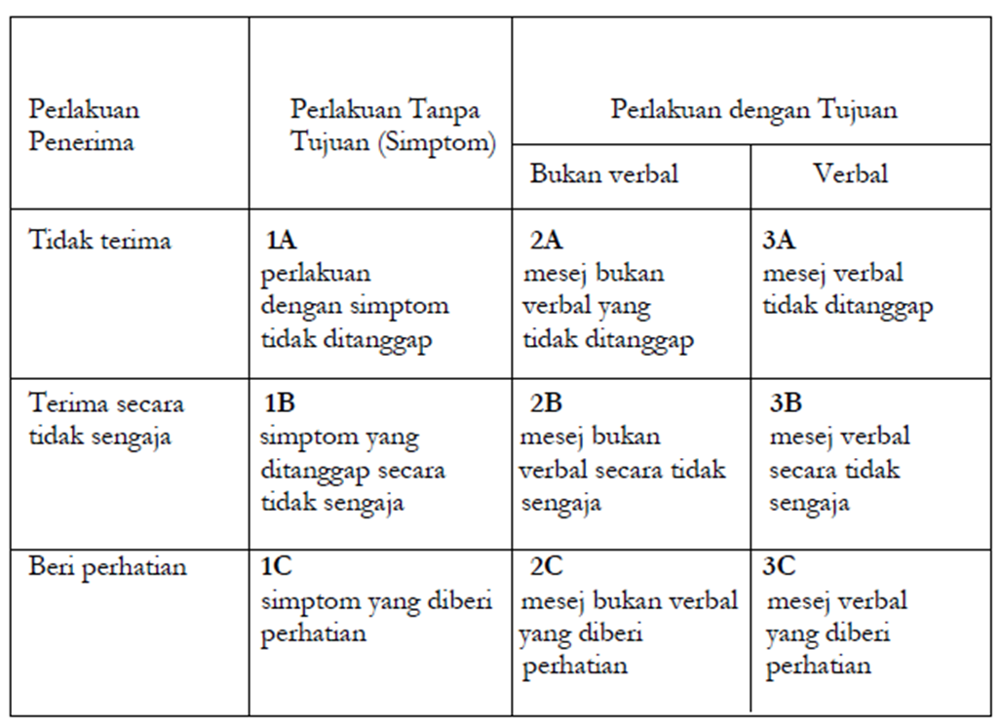 Perlakuan
Penerima
Perlakuan Tanpa
Tujuan (Simptom)
Perlakuan dengan Tujuan
Bukan verbal
Verbal
Tidak terima
1A
perlakuan
dengan simptom
tidak ditanggap
2A
mesej bukan
verbal yang
tidak ditanggap
3A
mesej verbal
tidak ditanggap
Terima secara
tidak sengaja
1B
simptom yang
ditanggap secara
tidak sengaja
2B
mesej bukan
verbal secara tidak
sengaja
3B
mesej verbal
secara tidak
sengaja
Beri perhatian
1C
simptom yang diberi
perhatian
2C
mesej bukan verbal
yang diberi
perhatian
3C
mesej verbal
yang diberi
perhatian